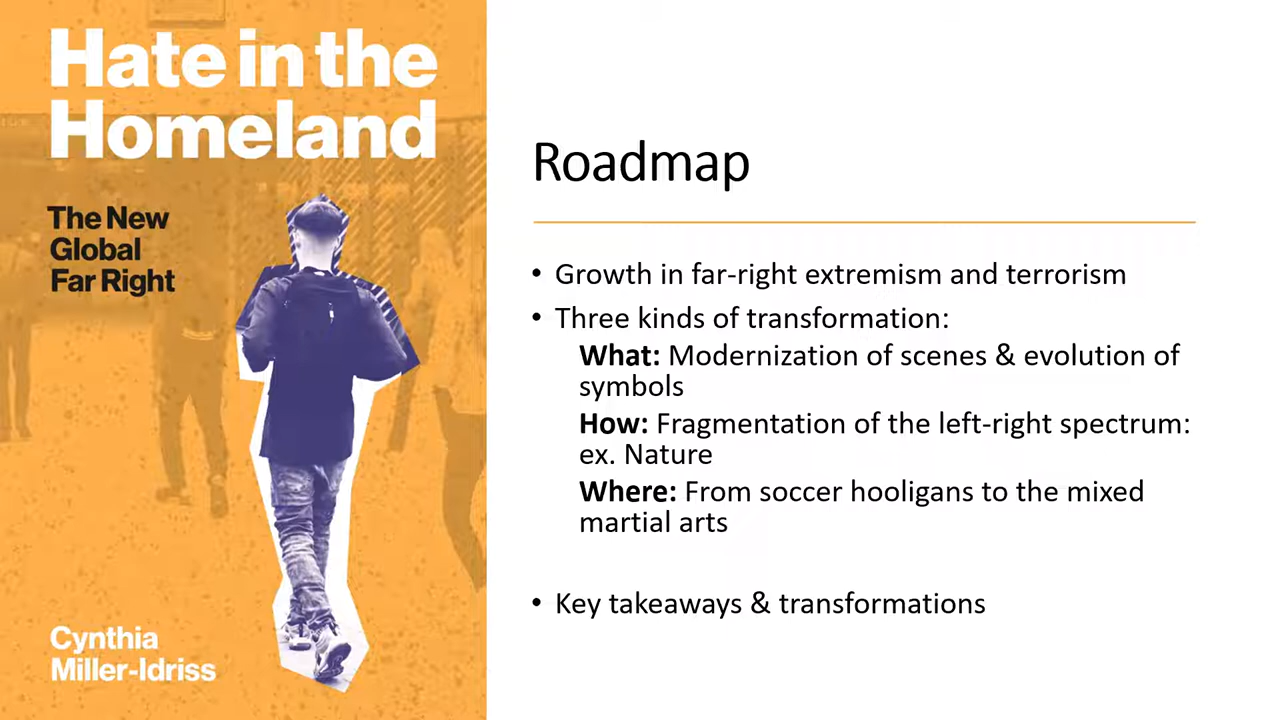 Hate in the
Homeland
The New
Global
Far Right
Cynthia
Miller-Idriss
Roadmap
• Growth in far-right extremism and terrorism
• Three kinds of transformation:
What: Modernization of scenes & evolution of
symbols
How: Fragmentation of the left-right spectrum:
ex. Nature
Where: From soccer hooligans to the mixed
martial arts
• Key takeaways & transformations